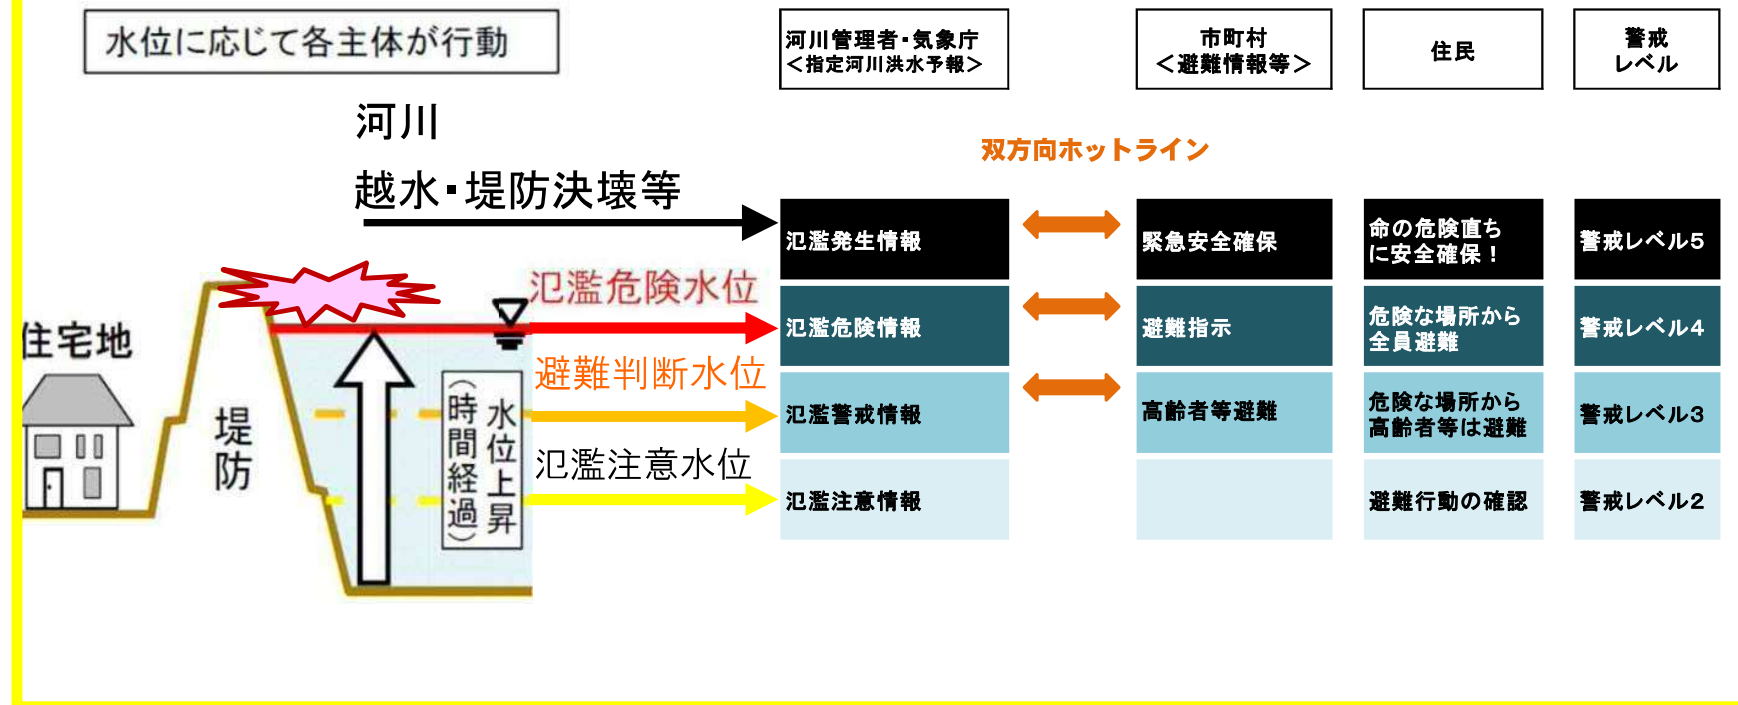 水位に応じて各主体が行動
河川管理者・気象庁
＜指定河川洪水予報＞
市町村
＜避難情報等＞
住民
警戒
レベル
河川
双方向ホットライン
越水・堤防決壊等
氾濫発生情報
緊急安全確保
命の危険直ち
に安全確保！
警戒レベル5
氾濫危険水位
氾濫危険情報
避難指示
危険な場所から
全員避難
警戒レベル4
住宅地
避難判断水位
氾濫警戒情報
高齢者等避難
危険な場所から
高齢者等は避難
警戒レベル3
堤防
水位上昇
（時間経過）
氾濫注意水位
氾濫注意情報
避難行動の確認
警戒レベル2